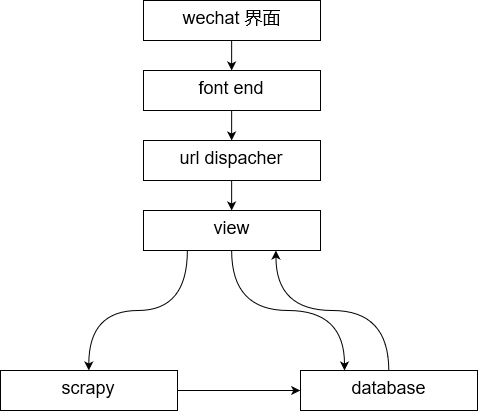 wechat 界面
font end
url dispacher
view
scrapy
database